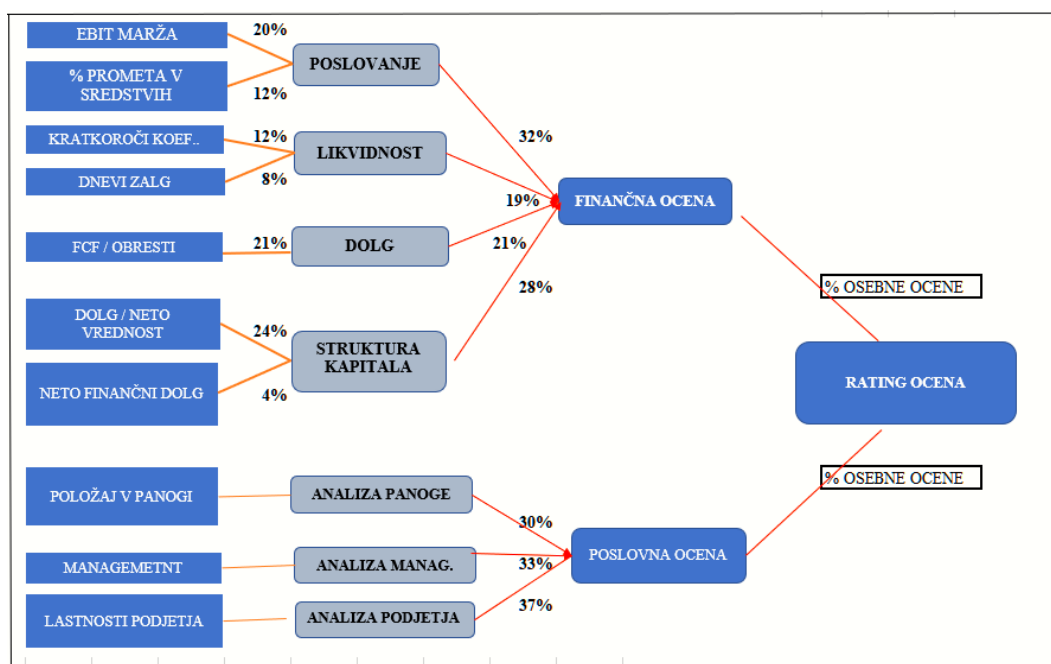 EBIT MARŽA
20%
% PROMETA V
SREDSTVIH
12%
POSLOVANJE
32%
KRATKOROČI KOEF..
12%
DNEVI ZALG
8%
LIKVIDNOST
19%
FCF / OBRESTI
21%
DOLG
21%
DOLG / NETO
VREDNOST
24%
NETO FINANČNI DOLG
4%
STRUKTURA
KAPITALA
28%
FINANČNA OCENA
% OSEBNE OCENE
RATING OCENA
% OSEBNE OCENE
POLOŽAJ V PANOGI
ANALIZA PANOGE
30%
MANAGEMETNT
ANALIZA MANAG.
33%
LASTNOSTI PODJETJA
ANALIZA PODJETJA
37%
POSLOVNA OCENA